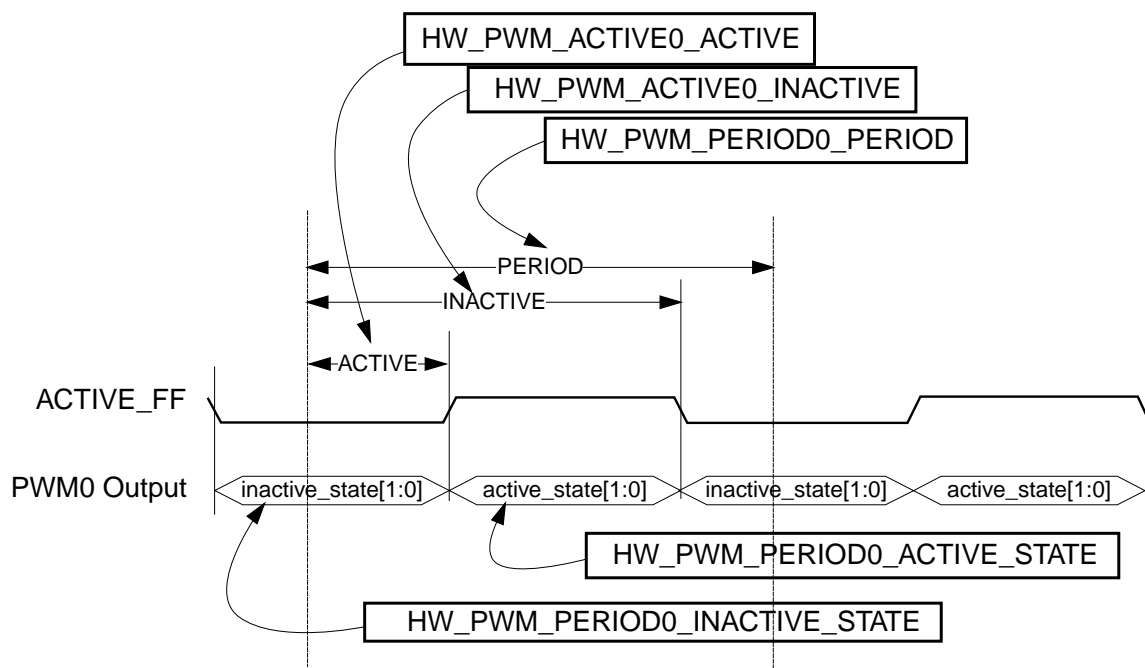 HW_PWM_ACTIVE0_ACTIVE
HW_PWM_ACTIVE0_INACTIVE
HW_PWM_PERIOD0_PERIOD
PERIOD
INACTIVE
ACTIVE
ACTIVE_FF
PWM0 Output
inactive_state[1:0]
active_state[1:0]
inactive_state[1:0]
active_state[1:0]
HW_PWM_PERIOD0_ACTIVE_STATE
HW_PWM_PERIOD0_INACTIVE_STATE